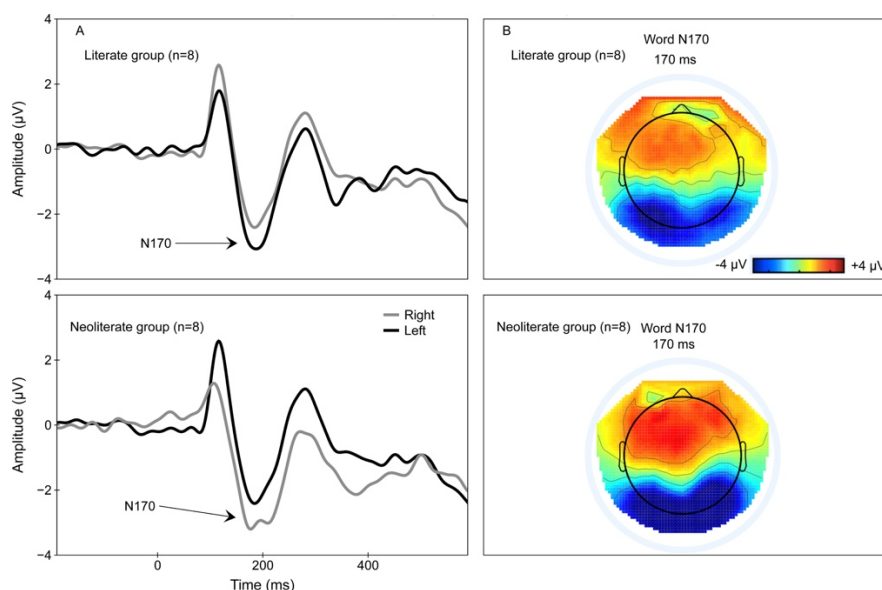 A
Literate group (n=8)
4
2
0
−2
−4
Amplitude (µV)
N170
B
Word N170
Literate group (n=8)
170 ms
-4 µV
+4 µV
Neoliterate group (n=8)
Right
Left
4
2
0
−2
−4
Amplitude (µV)
N170
0
200
400
Time (ms)
Neoliterate group (n=8)
Word N170
170 ms